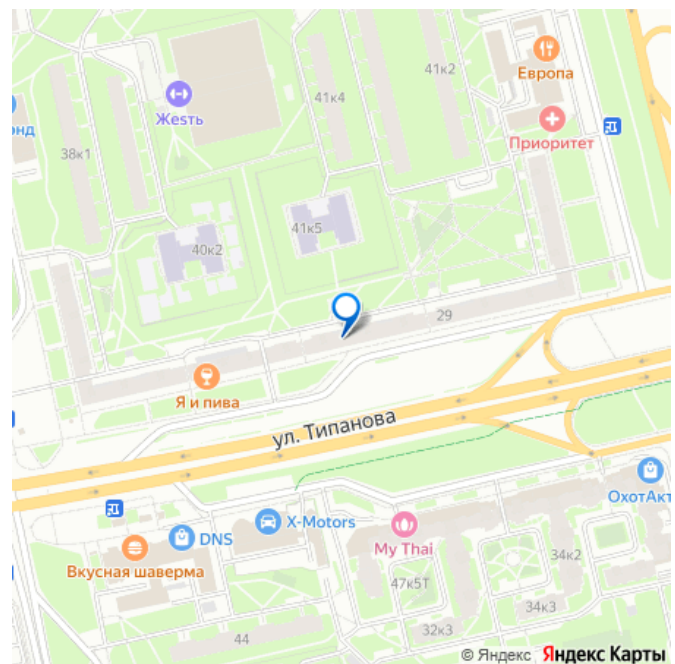 41к2
Европа
41к4
Жесть
Приоритет
онд
38к1
41к5
40к2
29
Я и пива
ул. Типанова
ОхотАкт
X-Motors
DNS
My Thai
Вкусная шаверма
34к2
47к5Т
34к3
32к3
44
© Яндекс Яндекс Карты